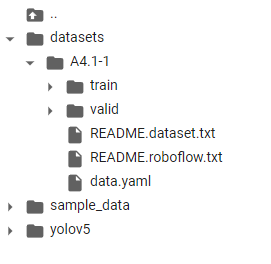 ..
datasets
A4.1-1
train
valid
README.dataset.txt
README.roboflow.txt
data.yaml
sample_data
yolov5